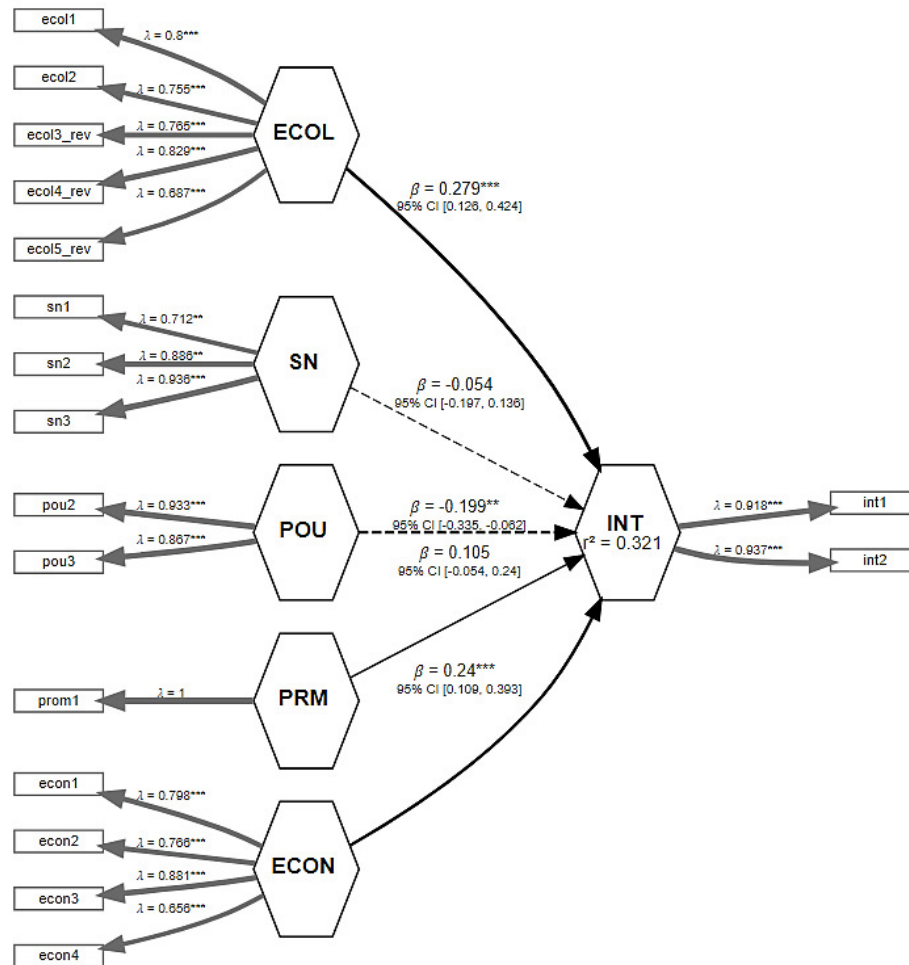 ecol1
λ = 0.8***
ecol2
λ = 0.755***
ecol3_rev
λ = 0.765***
ECOL
ecol4_rev
λ = 0.829***
λ = 0.687***
ecol5_rev
β = 0.279***
95% CI [0.126, 0.424]
sn1
λ = 0.712**
sn2
λ = 0.886**
SN
λ = 0.936**
sn3
β = -0.054
95% CI [-0.197, 0.136]
pou2
λ = 0.933***
POU
pou3
λ = 0.867***
β = -0.199**
95% CI [-0.335, -0.062]
β = 0.105
95% CI [-0.054, 0.24]
INT
r² = 0.321
λ = 0.918***
int1
λ = 0.937***
int2
prom1
λ = 1
PRM
β = 0.24***
95% CI [0.109, 0.393]
econ1
λ = 0.798***
econ2
λ = 0.766***
ECON
econ3
λ = 0.881***
λ = 0.656***
econ4